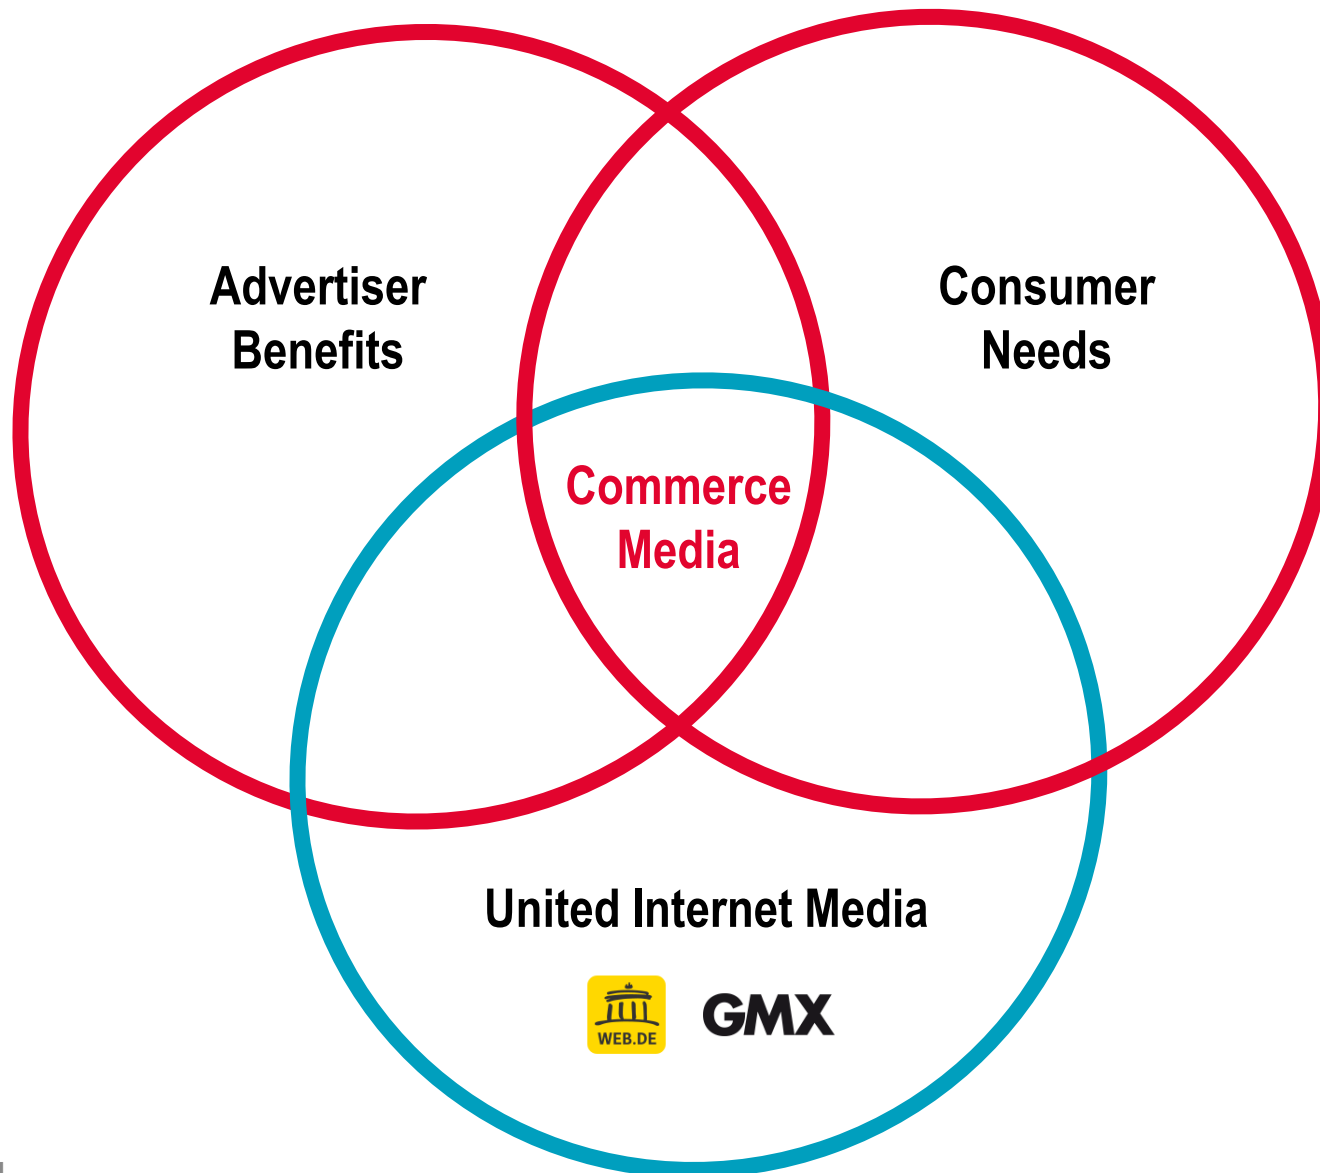 Advertiser
Benefits
Consumer
Needs
Commerce
Media
United Internet Media
WEB.DE
GMX